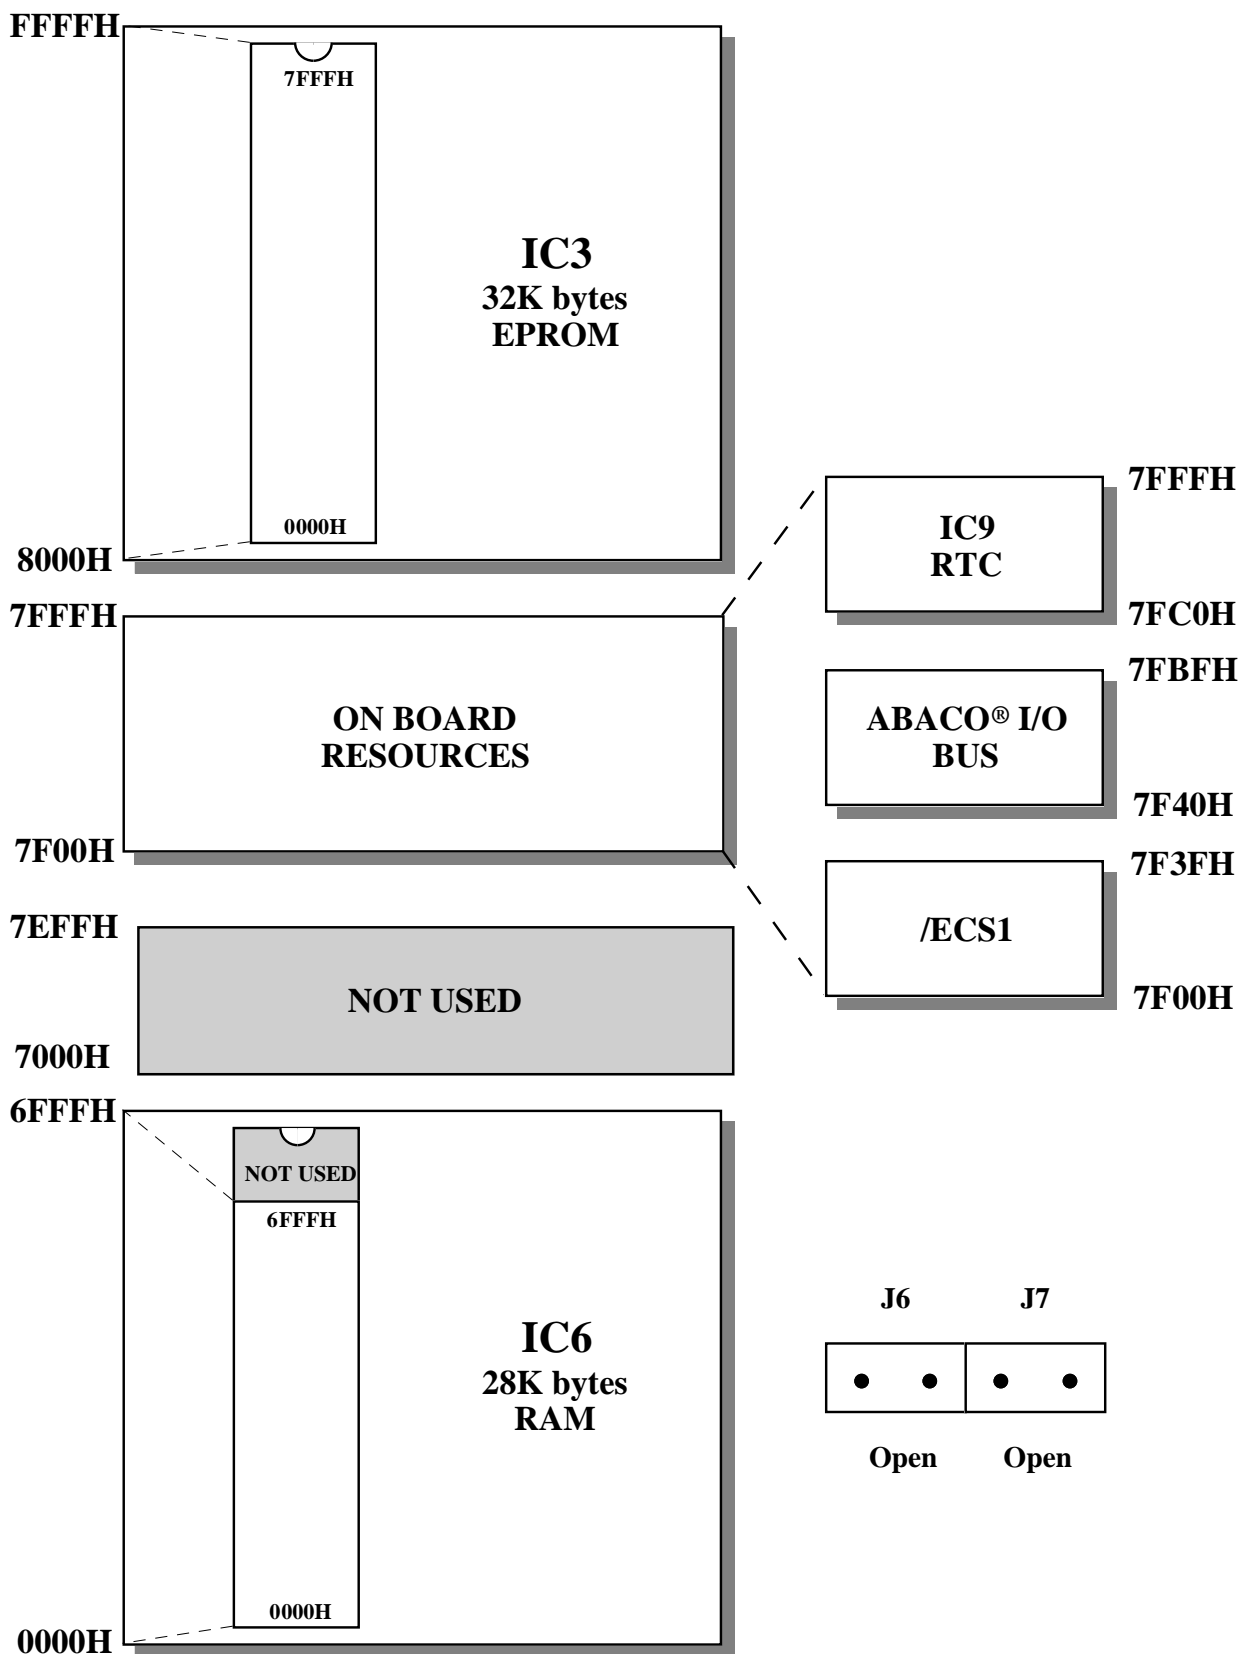 FFFFH
7FFFH
IC3
32K bytes
EPROM
0000H
8000H
7FFFH
ON BOARD
RESOURCES
7F00H
7FFFH
IC9
RTC
7FC0H
7FBFH
ABACO® I/O
BUS
7F40H
7F3FH
/ECS1
7F00H
7EFFH
NOT USED
7000H
6FFFH
NOT USED
6FFFH
IC6
28K bytes
RAM
0000H
0000H
J6 J7
Open Open